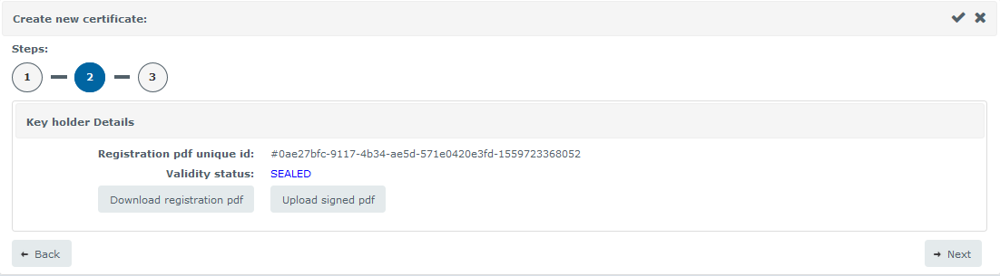 Create new certificate:
Steps:
1 2 3
Key holder Details
Registration pdf unique id: #0ae27bfc-9117-4b34-ae5d-571e0420e3fd-1559723368052
Validity status: SEALED
Download registration pdf Upload signed pdf
← Back → Next